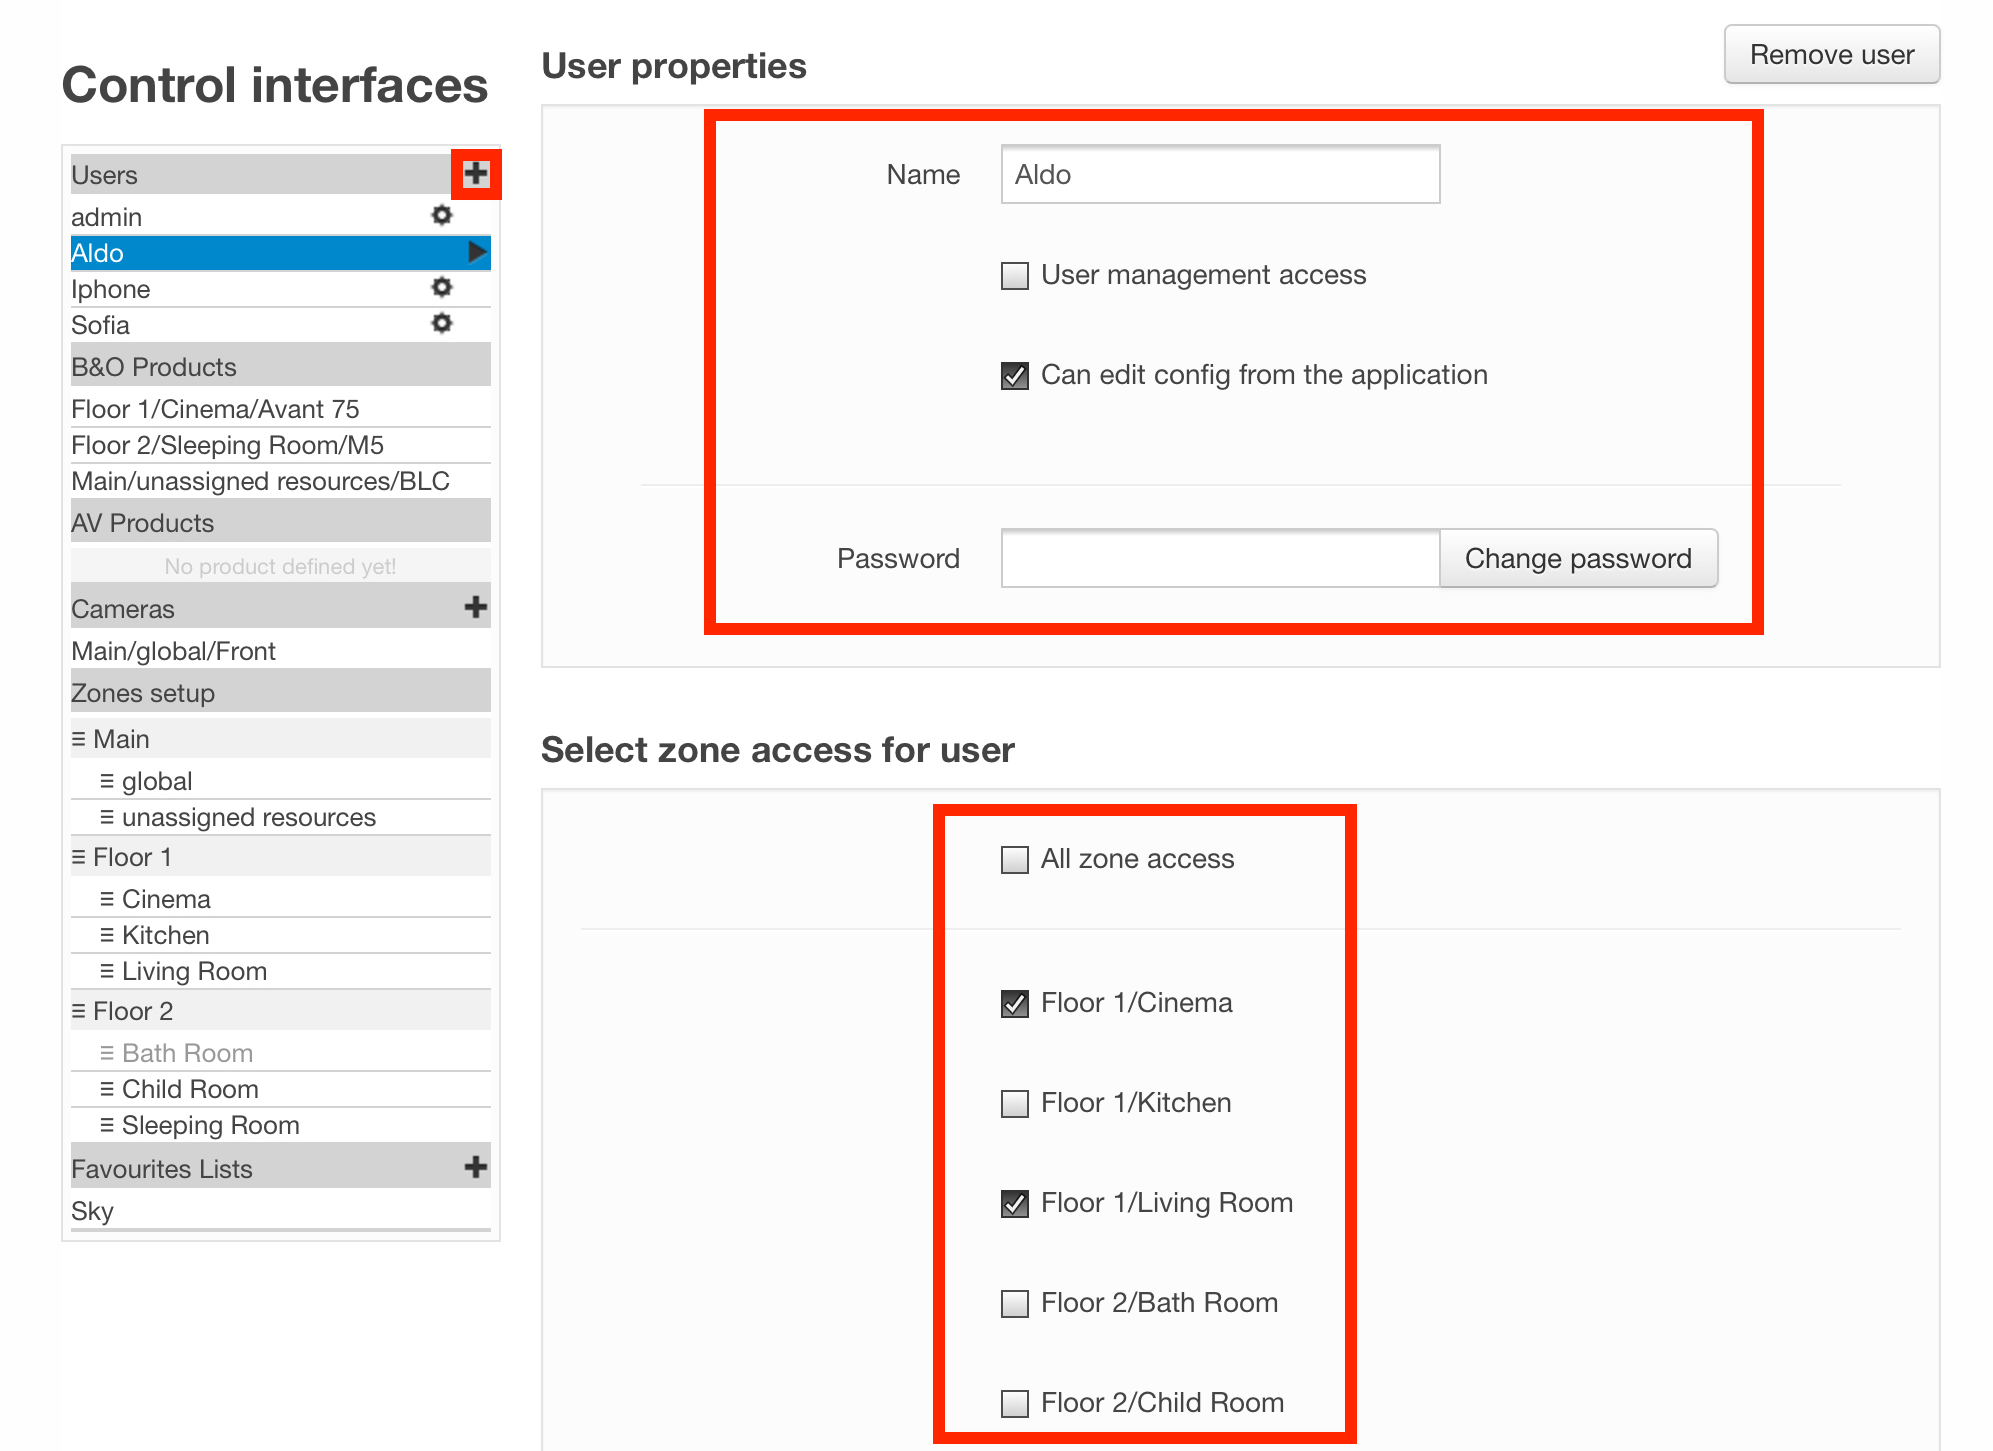 Control interfaces
Users
admin
Aldo
Iphone
Sofia
B&O Products
Floor 1/Cinema/Avant 75
Floor 2/Sleeping Room/M5
Main/unassigned resources/BLC
AV Products
No product defined yet!
Cameras
Main/global/Front
Zones setup
Main
global
unassigned resources
Floor 1
Cinema
Kitchen
Living Room
Floor 2
Bath Room
Child Room
Sleeping Room
Favourites Lists
Sky
User properties
Remove user
Name
Aldo
User management access
Can edit config from the application
Password
Change password
Select zone access for user
All zone access
Floor 1/Cinema
Floor 1/Kitchen
Floor 1/Living Room
Floor 2/Bath Room
Floor 2/Child Room